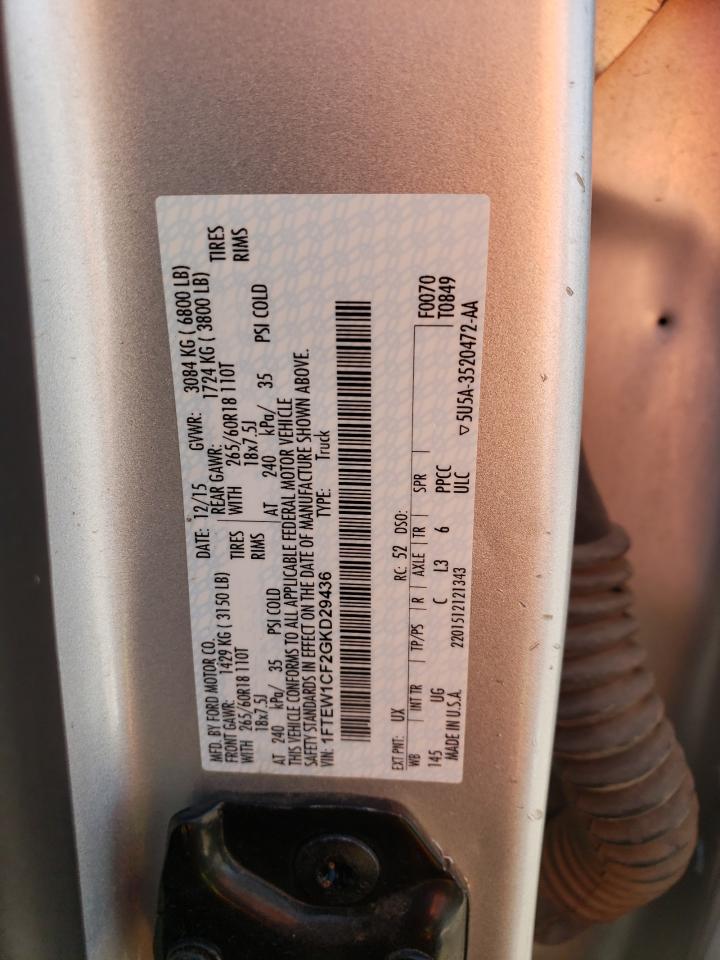 MFD. BY FORD MOTOR CO.
DATE: 12/15 GVWR: 3084 KG ( 6800 LB)
FRONT GAWR: 1429 KG ( 3150 LB) REAR GAWR: 1724 KG ( 3800 LB)
WITH 265/60R18 110T TIRES WITH 265/60R18 110T TIRES
18x7.5J RIMS 18x7.5J RIMS
AT 240 kPa/ 35 PSI COLD AT 240 kPa/ 35 PSI COLD
THIS VEHICLE CONFORMS TO ALL APPLICABLE FEDERAL MOTOR VEHICLE
SAFETY STANDARDS IN EFFECT ON THE DATE OF MANUFACTURE SHOWN ABOVE.
VIN: 1FTEW1CF2GKD29436 TYPE: Truck
EXT PNT: UX RC: 52 DSO:
WB INT TR TP/PS R AXLE TR SPR F0070
T0849
145 UG C L3 6 PPCC
ULC
MADE IN U.S.A. 2201512121343 ▽ 5U5A-3520472-AA